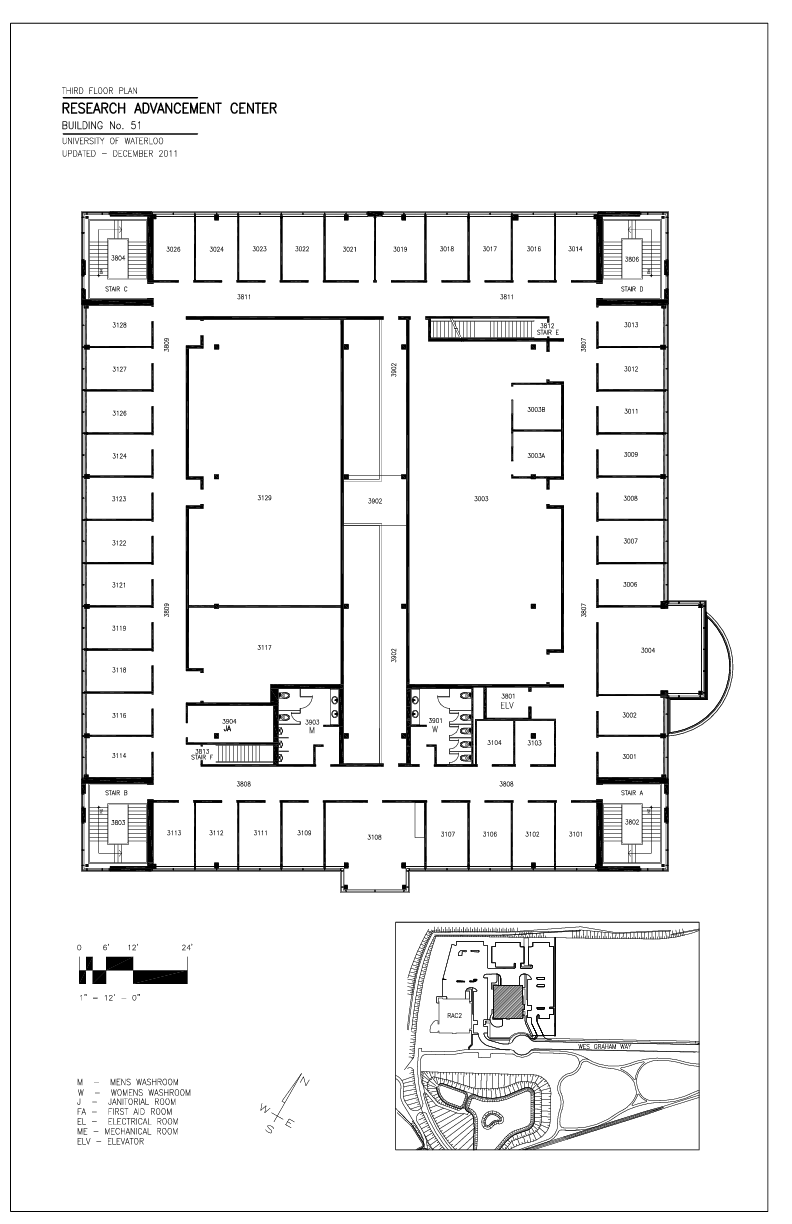 THIRD FLOOR PLAN
RESEARCH ADVANCEMENT CENTER
BUILDING No. 51
UNIVERSITY OF WATERLOO
UPDATED – DECEMBER 2011
3804
STAIR C
3026
3024
3023
3022
3021
3019
3018
3017
3016
3014
3806
STAIR D
3811
3811
3128
3809
3812
STAIR E
3807
3013
3127
3902
3012
3126
3003B
3011
3124
3003A
3009
3123
3129
3902
3003
3008
3122
3007
3121
3006
3119
3809
3807
3118
3117
3902
3004
3116
3904
JA
3903
M
3901
W
3801
ELV
3002
3114
3813
STAIR F
3104
3103
3001
3808
3808
STAIR B
3803
3113
3112
3111
3109
3108
3107
3106
3102
3101
STAIR A
3802
0 6' 12' 24'
1" = 12' – 0"
RAC2
WES GRAHAM WAY
M – MENS WASHROOM
W – WOMENS WASHROOM
J – JANITORIAL ROOM
FA – FIRST AID ROOM
EL – ELECTRICAL ROOM
ME – MECHANICAL ROOM
ELV – ELEVATOR
N
W
E
S